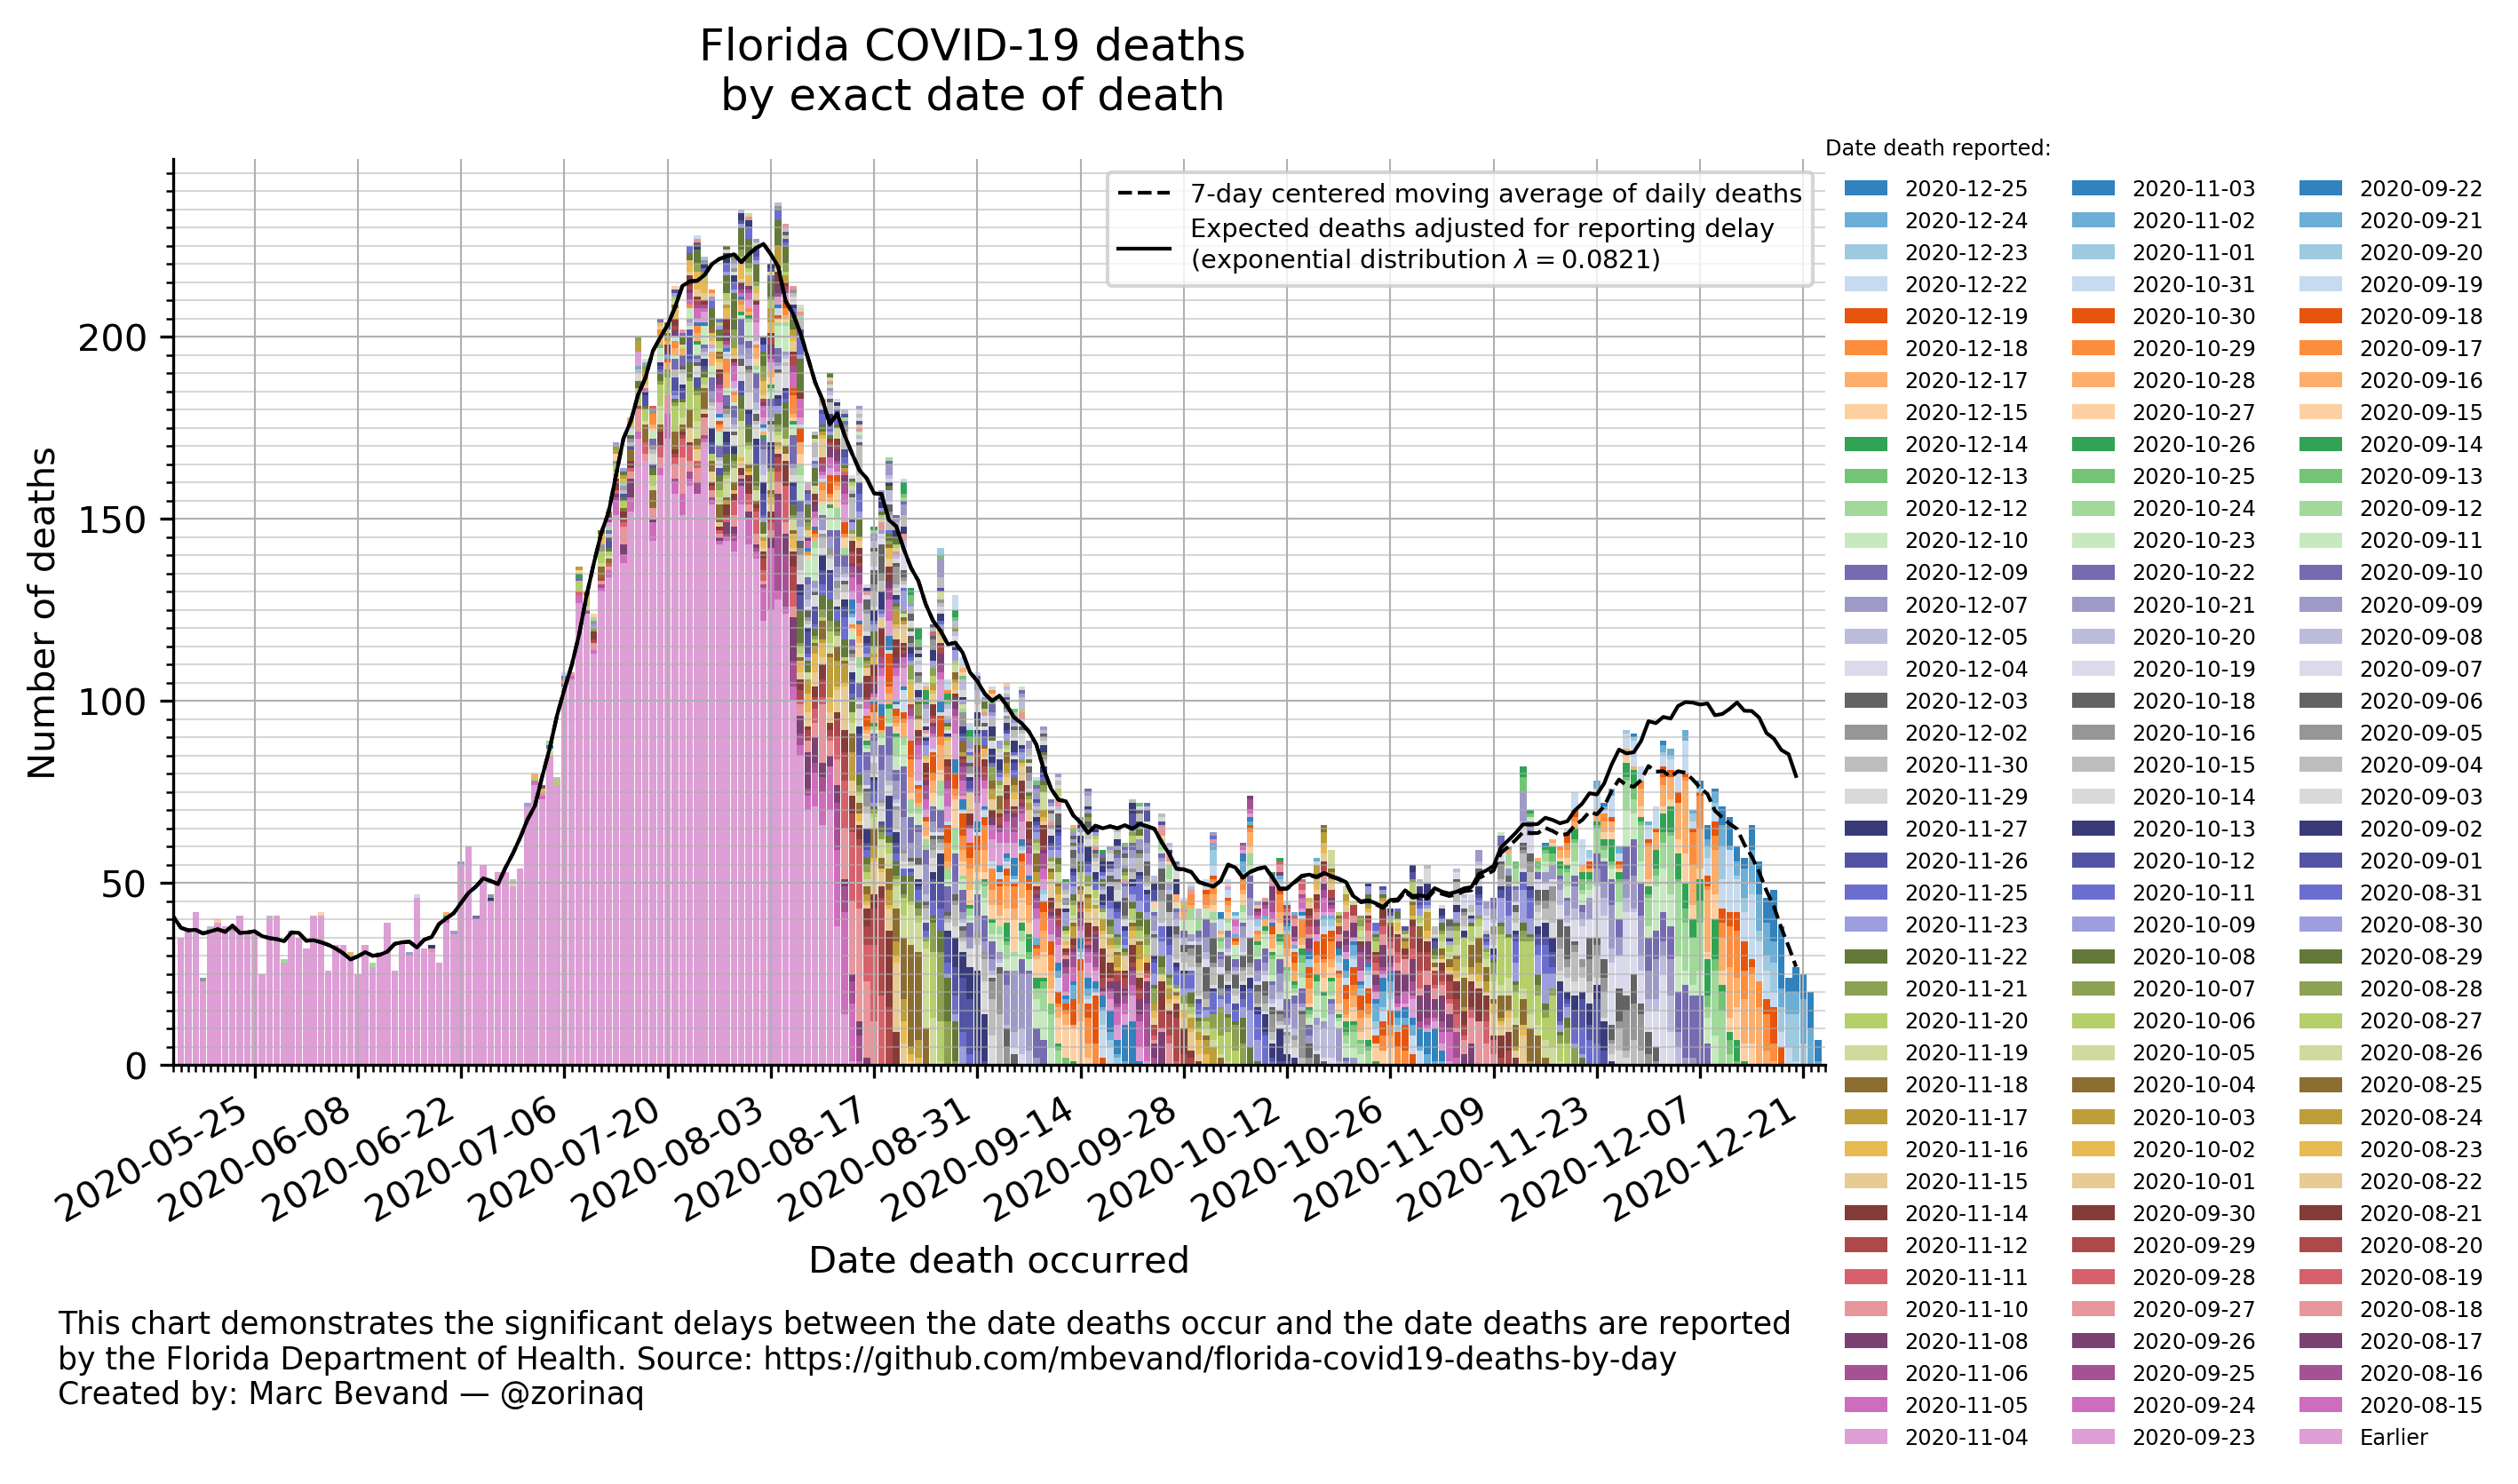 Florida COVID-19 deaths
by exact date of death
Date death reported:
7-day centered moving average of daily deaths
Expected deaths adjusted for reporting delay
(exponential distribution λ = 0.0821)
2020-12-25 2020-11-03 2020-09-22
2020-12-24 2020-11-02 2020-09-21
2020-12-23 2020-11-01 2020-09-20
2020-12-22 2020-10-31 2020-09-19
2020-12-19 2020-10-30 2020-09-18
2020-12-18 2020-10-29 2020-09-17
2020-12-17 2020-10-28 2020-09-16
2020-12-15 2020-10-27 2020-09-15
2020-12-14 2020-10-26 2020-09-14
2020-12-13 2020-10-25 2020-09-13
2020-12-12 2020-10-24 2020-09-12
2020-12-10 2020-10-23 2020-09-11
2020-12-09 2020-10-22 2020-09-10
2020-12-07 2020-10-21 2020-09-09
2020-12-05 2020-10-20 2020-09-08
2020-12-04 2020-10-19 2020-09-07
2020-12-03 2020-10-18 2020-09-06
2020-12-02 2020-10-16 2020-09-05
2020-11-30 2020-10-15 2020-09-04
2020-11-29 2020-10-14 2020-09-03
2020-11-27 2020-10-13 2020-09-02
2020-11-26 2020-10-12 2020-09-01
2020-11-25 2020-10-11 2020-08-31
2020-11-23 2020-10-09 2020-08-30
2020-11-22 2020-10-08 2020-08-29
2020-11-21 2020-10-07 2020-08-28
2020-11-20 2020-10-06 2020-08-27
2020-11-19 2020-10-05 2020-08-26
2020-11-18 2020-10-04 2020-08-25
2020-11-17 2020-10-03 2020-08-24
2020-11-16 2020-10-02 2020-08-23
2020-11-15 2020-10-01 2020-08-22
2020-11-14 2020-09-30 2020-08-21
2020-11-12 2020-09-29 2020-08-20
2020-11-11 2020-09-28 2020-08-19
2020-11-10 2020-09-27 2020-08-18
2020-11-08 2020-09-26 2020-08-17
2020-11-06 2020-09-25 2020-08-16
2020-11-05 2020-09-24 2020-08-15
2020-11-04 2020-09-23 Earlier
Number of deaths
200
150
100
50
0
2020-05-25
2020-06-08
2020-06-22
2020-07-06
2020-07-20
2020-08-03
2020-08-17
2020-08-31
2020-09-14
2020-09-28
2020-10-12
2020-10-26
2020-11-09
2020-11-23
2020-12-07
2020-12-21
Date death occurred
This chart demonstrates the significant delays between the date deaths occur and the date deaths are reported
by the Florida Department of Health. Source: https://github.com/mbevand/florida-covid19-deaths-by-day
Created by: Marc Bevand — @zorinaq